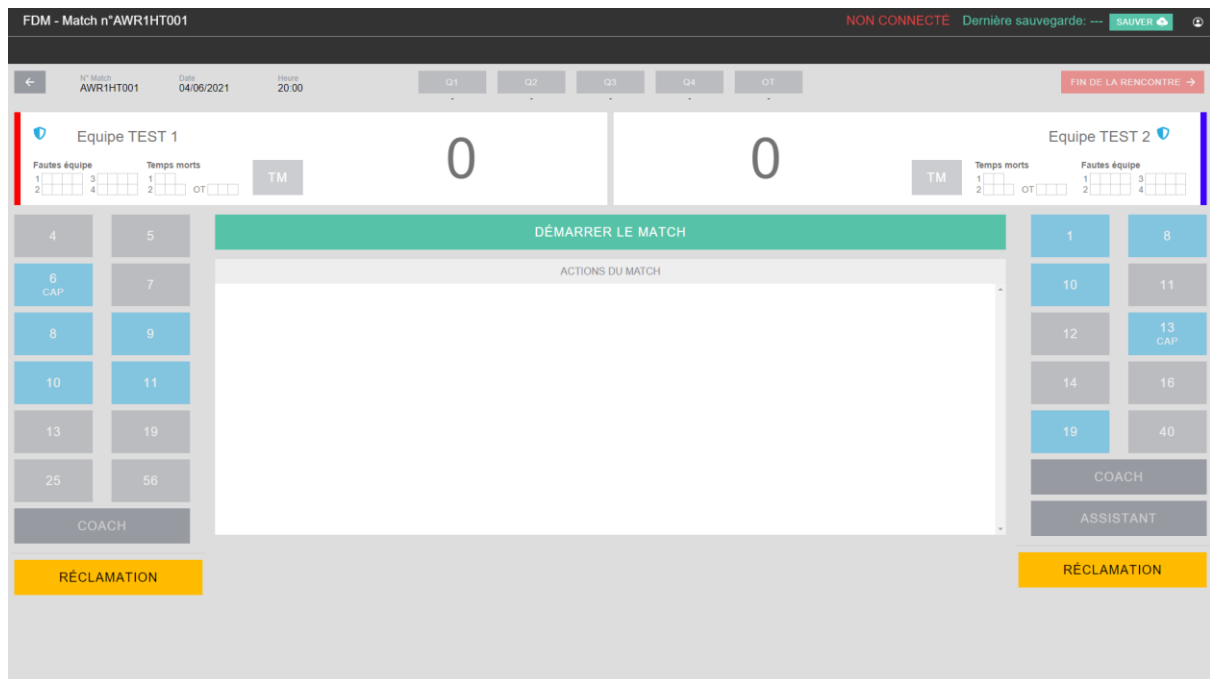 FDM - Match n°AWR1HT001
NON CONNECTÉ Dernière sauvegarde: --- SAUVER
N° Match Date Heure
AWR1HT001 04/06/2021 20:00
Q1 Q2 Q3 Q4 OT
- - - - -
FIN DE LA RENCONTRE →
Equipe TEST 1
Fautes équipe Temps morts
1 3 1
2 4 2 OT
TM
0
0
Equipe TEST 2
TM
Temps morts Fautes équipe
1 1 3
2 OT 2 4
4 5
6 CAP 7
8 9
10 11
13 19
25 56
COACH
RÉCLAMATION
DÉMARRER LE MATCH
ACTIONS DU MATCH
1 8
10 11
12 13 CAP
14 16
19 40
COACH
ASSISTANT
RÉCLAMATION